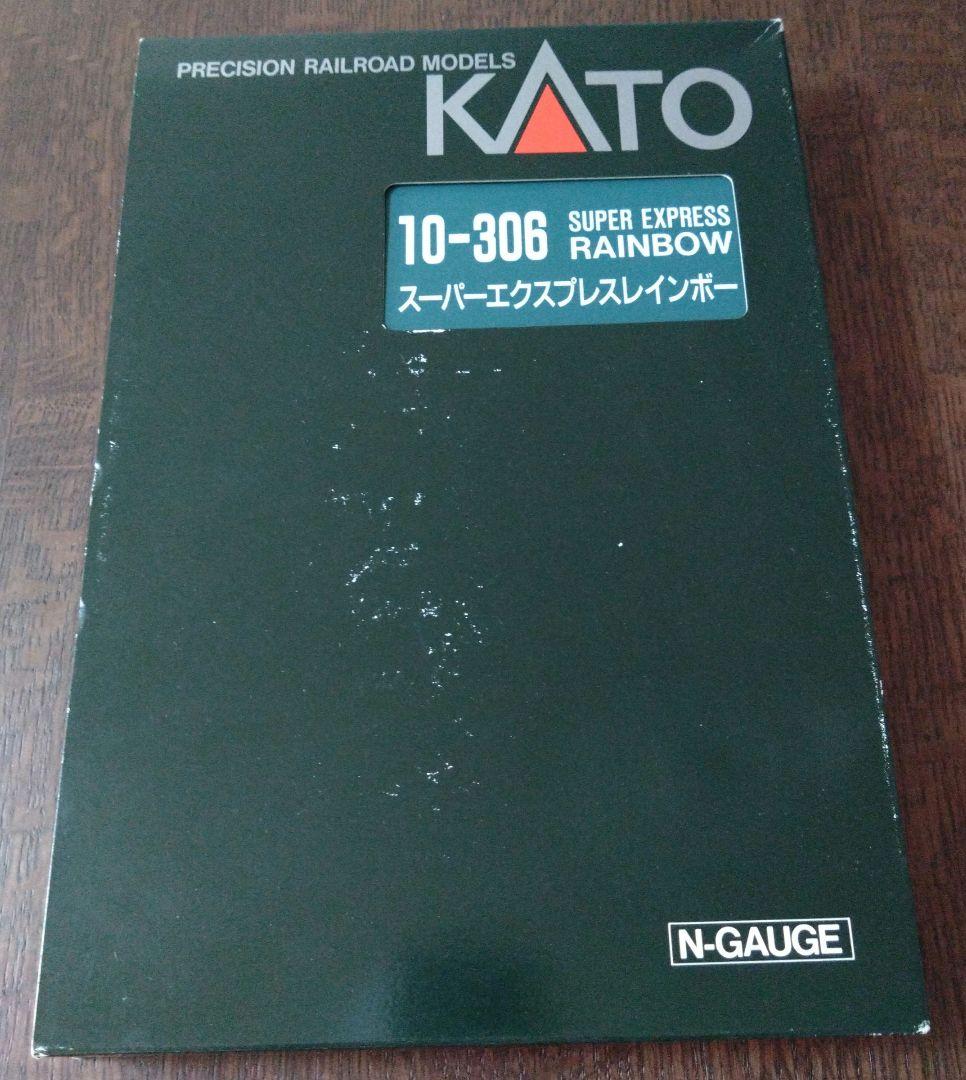 PRECISION RAILROAD MODELS
KATO
10-306 SUPER EXPRESS
RAINBOW
スーパーエクスプレスレインボー
N-GAUGE